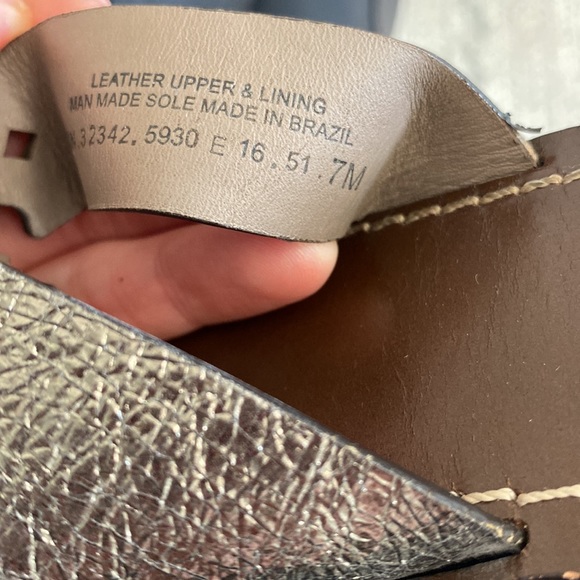 LEATHER UPPER & LINING
MAN MADE SOLE MADE IN BRAZIL
32342.5930 E 16.51.7M